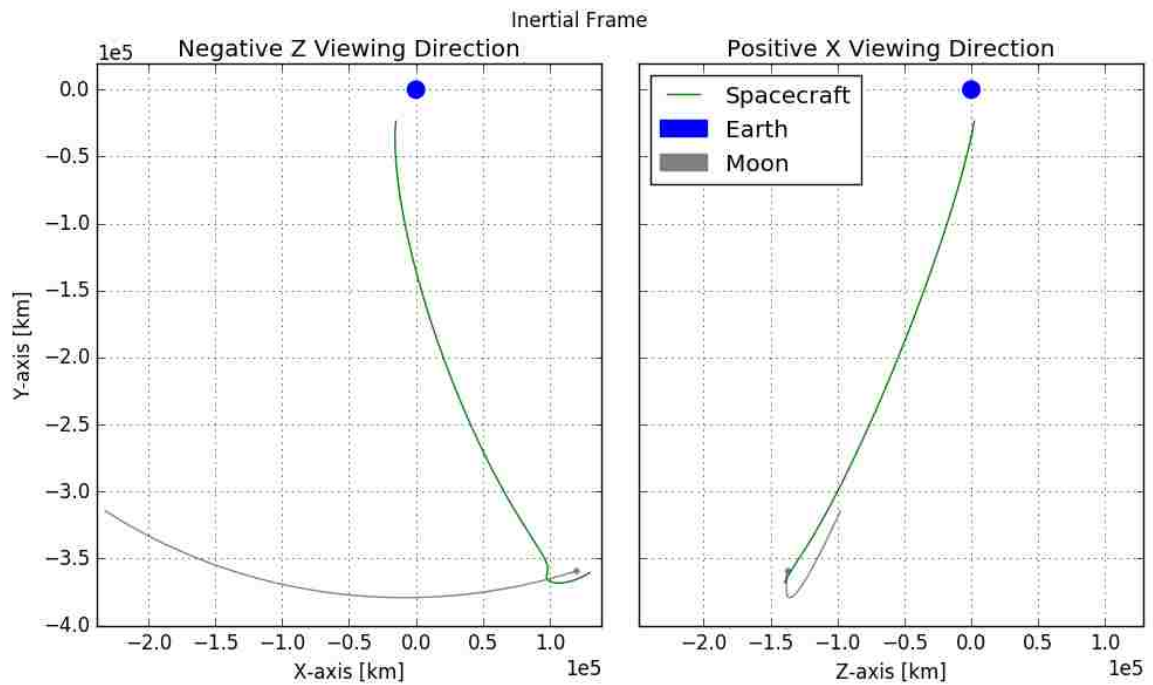 Inertial Frame
Negative Z Viewing Direction
1e5
0.0
−0.5
−1.0
−1.5
−2.0
−2.5
−3.0
−3.5
−4.0
Y-axis [km]
−2.0 −1.5 −1.0 −0.5 0.0 0.5 1.0
X-axis [km]
1e5
Positive X Viewing Direction
Spacecraft
Earth
Moon
−2.0 −1.5 −1.0 −0.5 0.0 0.5 1.0
Z-axis [km]
1e5